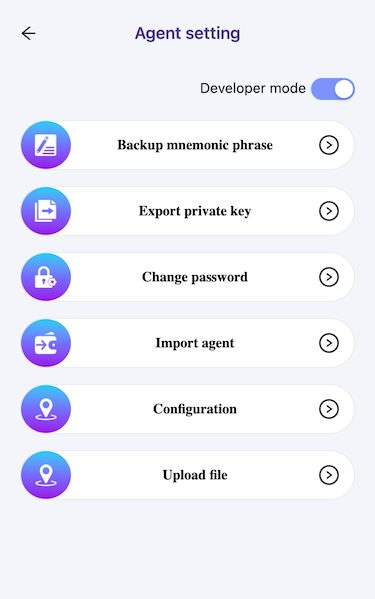 Agent setting
Developer mode
Backup mnemonic phrase
Export private key
Change password
Import agent
Configuration
Upload file